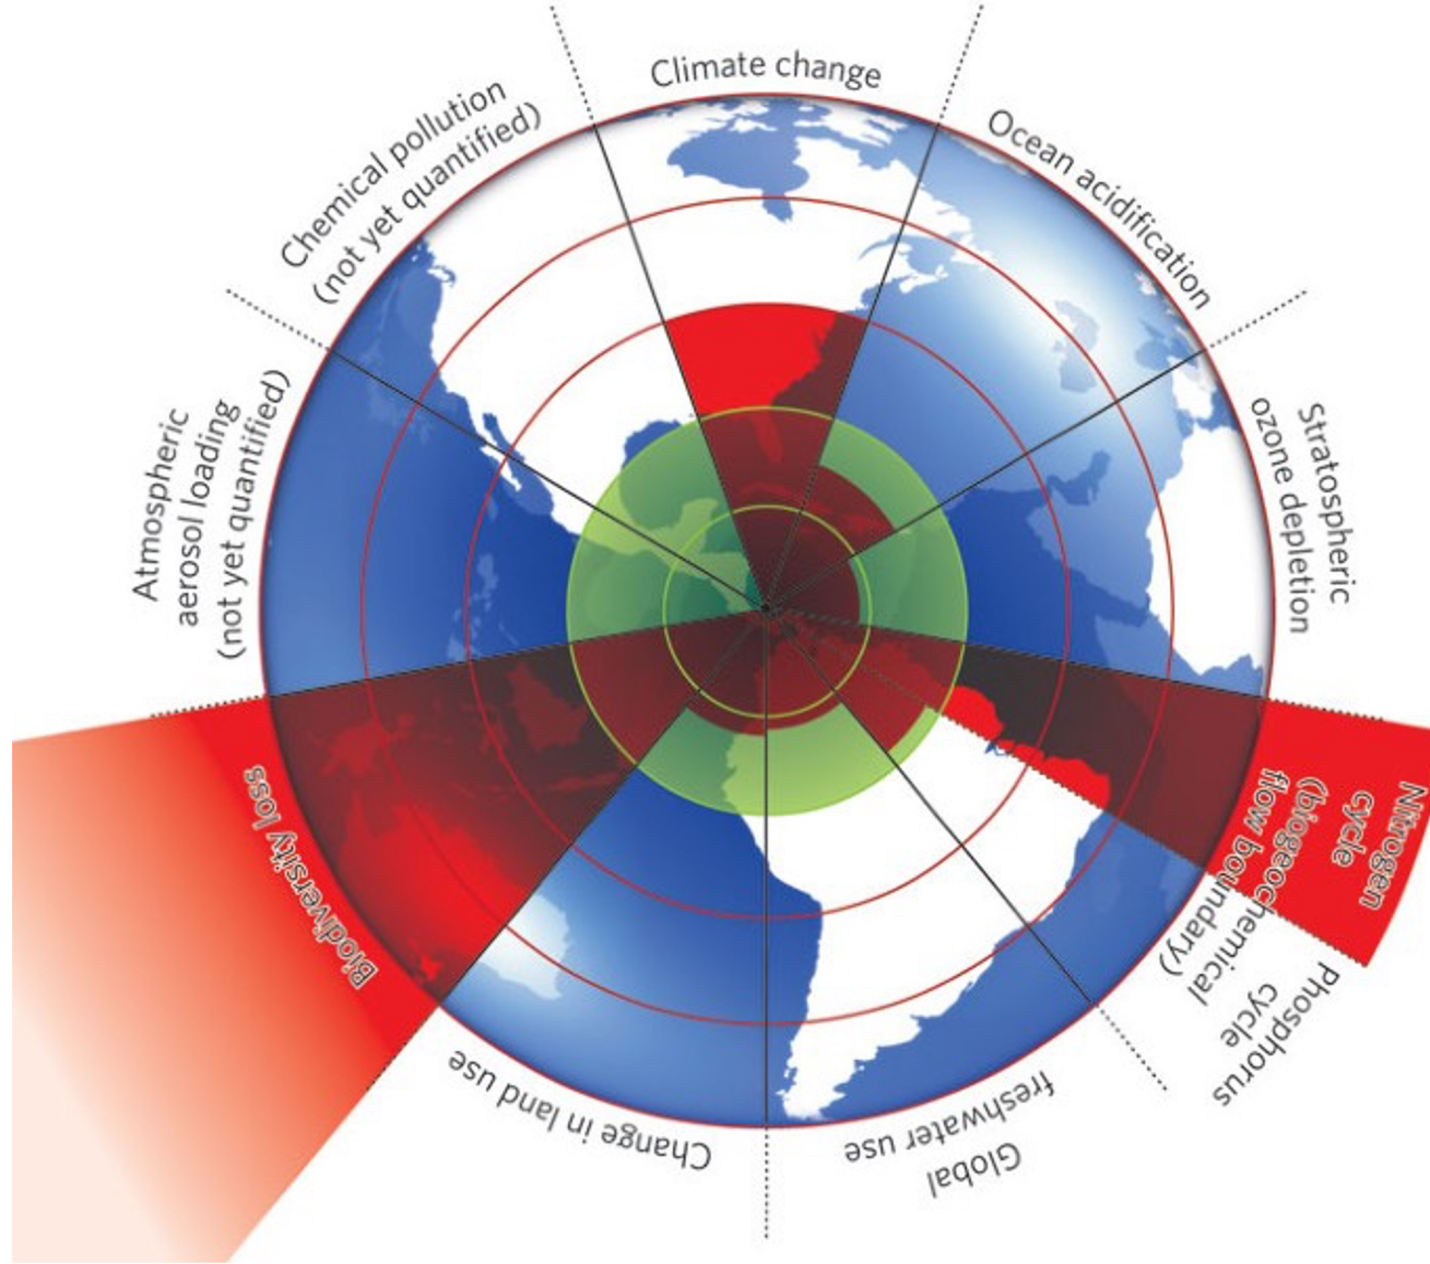 Climate change
Ocean acidification
Stratospheric
ozone depletion
Nitrogen
cycle
(biogeochemical
flow boundary)
Phosphorus
cycle
Global
freshwater use
Change in land use
Biodiversity loss
Atmospheric
aerosol loading
(not yet quantified)
Chemical pollution
(not yet quantified)